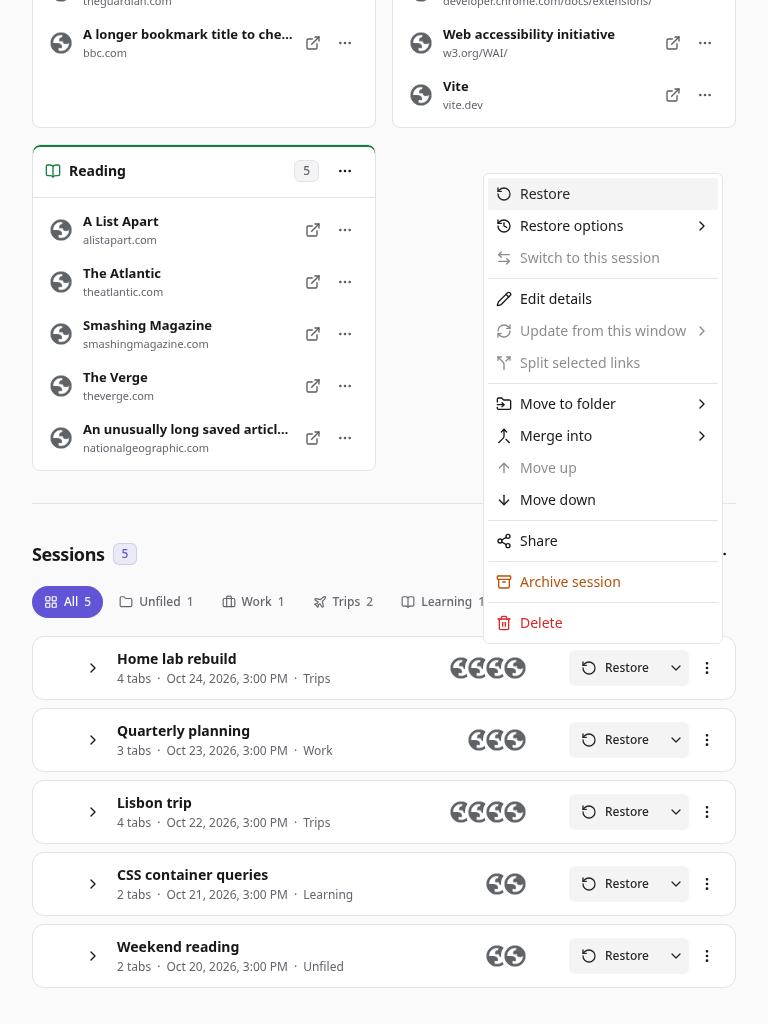 theguardian.com
A longer bookmark title to che...
bbc.com
developer.chrome.com/docs/extensions/
Web accessibility initiative
w3.org/WAI/
Vite
vite.dev
Reading 5
A List Apart
alistapart.com
The Atlantic
theatlantic.com
Smashing Magazine
smashingmagazine.com
The Verge
theverge.com
An unusually long saved articl...
nationalgeographic.com
Restore
Restore options
Switch to this session
Edit details
Update from this window
Split selected links
Move to folder
Merge into
Move up
Move down
Share
Archive session
Delete
Sessions 5
All 5 Unfiled 1 Work 1 Trips 2 Learning 1
Home lab rebuild
4 tabs · Oct 24, 2026, 3:00 PM · Trips
Restore
Quarterly planning
3 tabs · Oct 23, 2026, 3:00 PM · Work
Restore
Lisbon trip
4 tabs · Oct 22, 2026, 3:00 PM · Trips
Restore
CSS container queries
2 tabs · Oct 21, 2026, 3:00 PM · Learning
Restore
Weekend reading
2 tabs · Oct 20, 2026, 3:00 PM · Unfiled
Restore